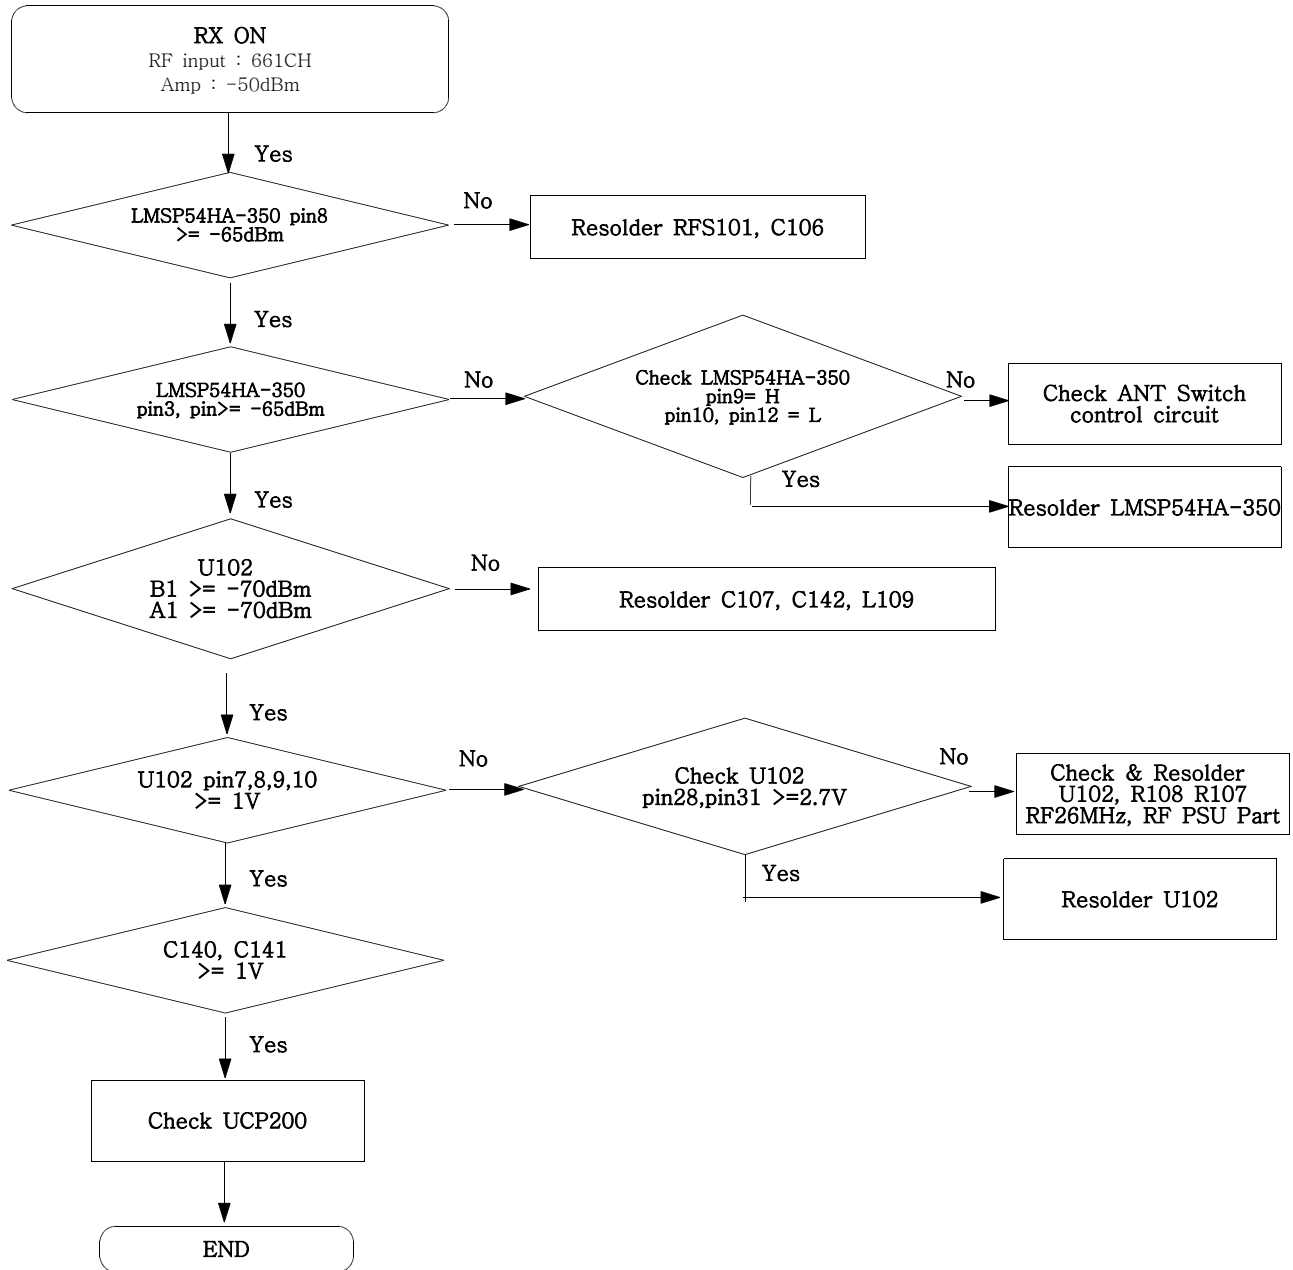 RX ON
RF input : 661CH
Amp : -50dBm
Yes
LMSP54HA-350 pin8
>= -65dBm
No
Resolder RFS101, C106
Yes
LMSP54HA-350
pin3, pin>= -65dBm
No
Check LMSP54HA-350
pin9= H
pin10, pin12 = L
No
Check ANT Switch
control circuit
Yes
Resolder LMSP54HA-350
Yes
U102
B1 >= -70dBm
A1 >= -70dBm
No
Resolder C107, C142, L109
Yes
U102 pin7,8,9,10
>= 1V
No
Check U102
pin28,pin31 >=2.7V
No
Check & Resolder
U102, R108 R107
RF26MHz, RF PSU Part
Yes
Resolder U102
Yes
C140, C141
>= 1V
Yes
Check UCP200
END